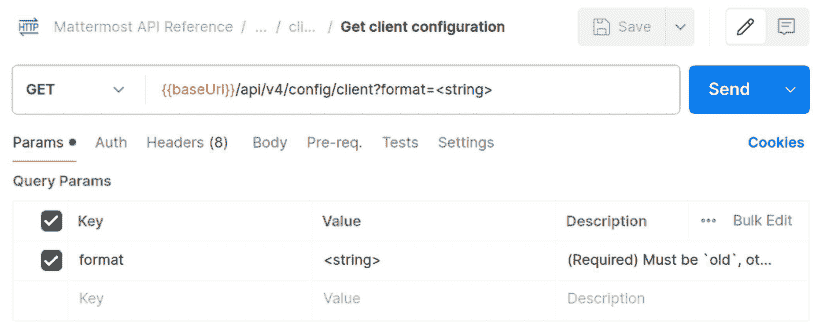 HTTP Mattermost API Reference / ... / cli... / Get client configuration Save
GET {{baseUrl}}/api/v4/config/client?format=<string> Send
Params Auth Headers (8) Body Pre-req. Tests Settings Cookies
Query Params
Key Value Description ••• Bulk Edit
format <string> (Required) Must be `old`, ot...
Key Value Description